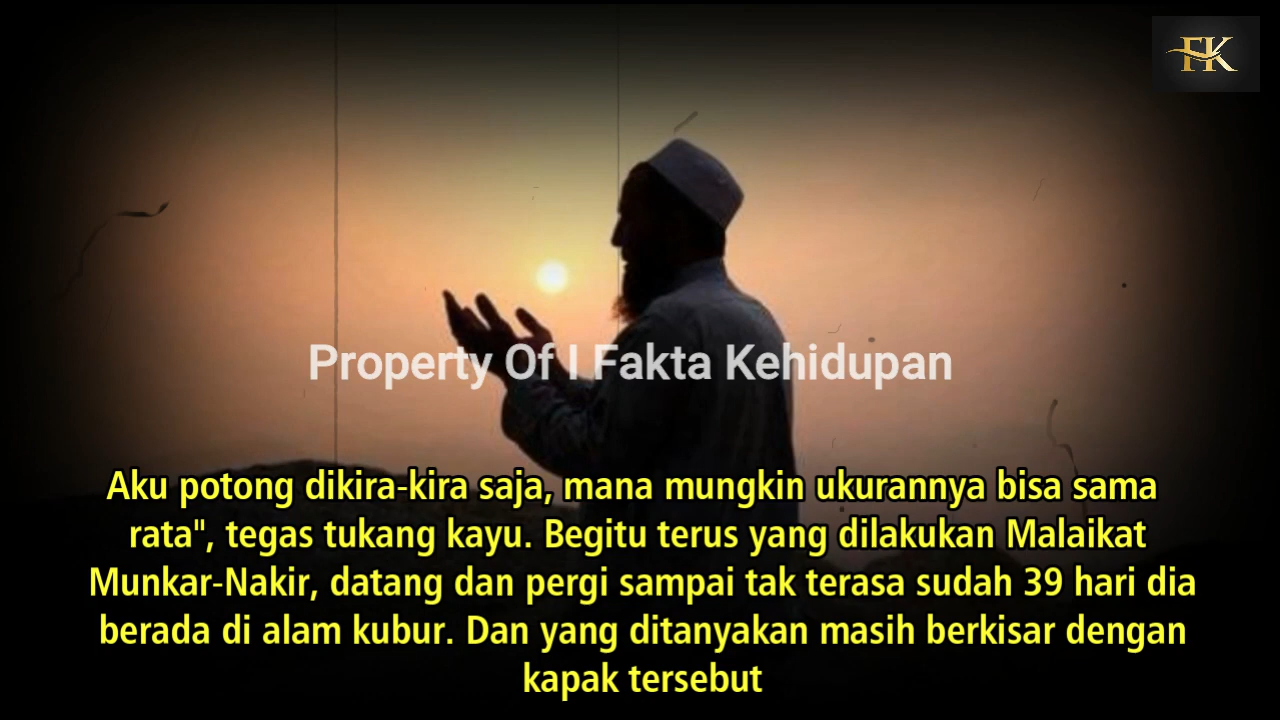 FK
Property Of I Fakta Kehidupan
Aku potong dikira-kira saja, mana mungkin ukurannya bisa sama
rata", tegas tukang kayu. Begitu terus yang dilakukan Malaikat
Munkar-Nakir, datang dan pergi sampai tak terasa sudah 39 hari dia
berada di alam kubur. Dan yang ditanyakan masih berkisar dengan
kapak tersebut